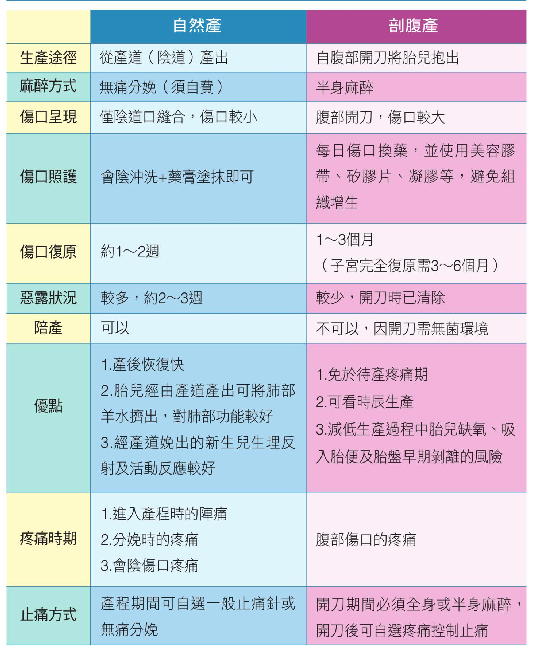 自然產 剖腹產
生產途徑 從產道（陰道）產出 自腹部開刀將胎兒抱出
麻醉方式 無痛分娩（須自費） 半身麻醉
傷口呈現 僅陰道口縫合，傷口較小 腹部開刀，傷口較大
傷口照護 會陰沖洗+藥膏塗抹即可
每日傷口換藥，並使用美容膠
帶、矽膠片、凝膠等，避免組
織增生
傷口復原 約1～2週
1～3個月
（子宮完全復原需3～6個月）
惡露狀況 較多，約2～3週 較少，開刀時已清除
陪產 可以 不可以，因開刀需無菌環境
優點
1.產後恢復快
2.胎兒經由產道產出可將肺部
羊水擠出，對肺部功能較好
3.經產道娩出的新生兒生理反
射及活動反應較好
1.免於待產疼痛期
2.可看時辰生產
3.減低生產過程中胎兒缺氧、吸
入胎便及胎盤早期剝離的風險
疼痛時期
1.進入產程時的陣痛
2.分娩時的疼痛
3.會陰傷口疼痛
腹部傷口的疼痛
止痛方式
產程期間可自選一般止痛針或
無痛分娩
開刀期間必須全身或半身麻醉，
開刀後可自選疼痛控制止痛